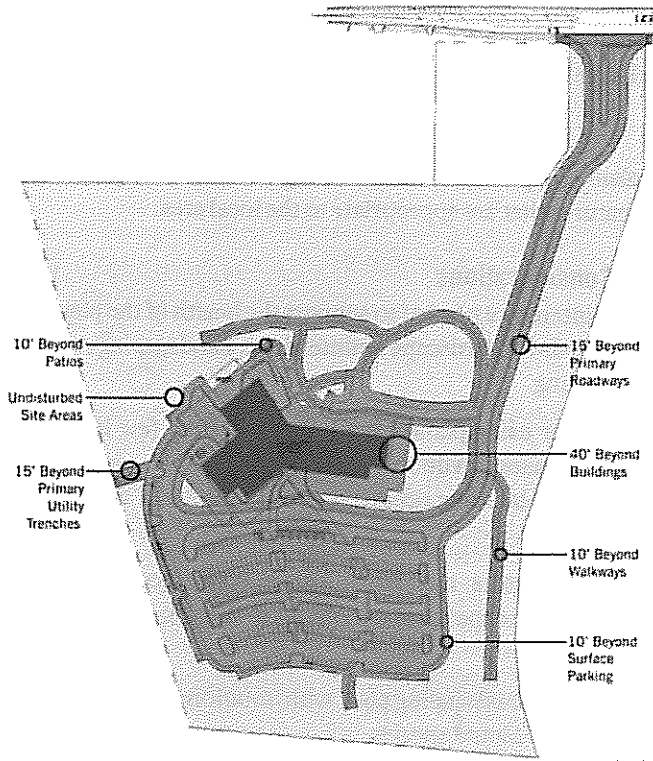 10' Beyond
Patios
Undisturbed
Site Areas
15' Beyond
Primary
Utility
Trenches
15' Beyond
Primary
Roadways
40' Beyond
Buildings
10' Beyond
Walkways
10' Beyond
Surface
Parking